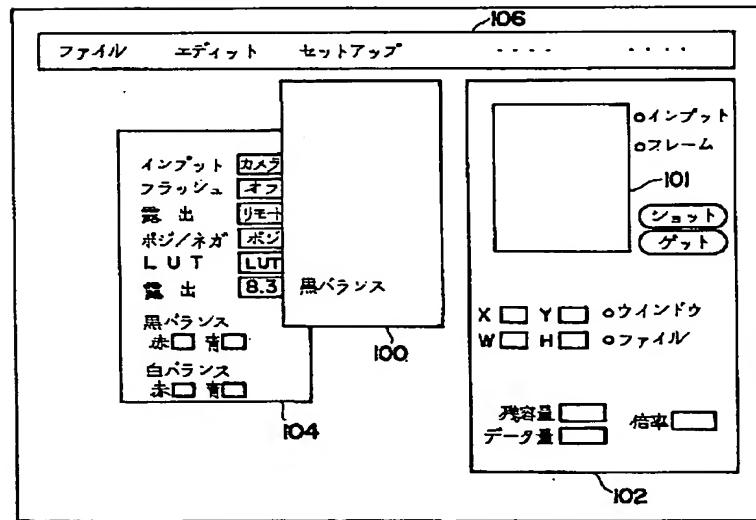 106
ファイル エディット セットアップ ・・・・ ・・・・
インプット カメラ
フラッシュ オフ
露出 リモート
ポジ/ネガ ポジ
LUT LUT
露出 8.3
黒バランス
赤 青
白バランス
赤 青
104
黒バランス
100
インプット
フレーム
101
ショット
ゲット
X Y ウインドウ
W H ファイル
残容量
データ量
倍率
102